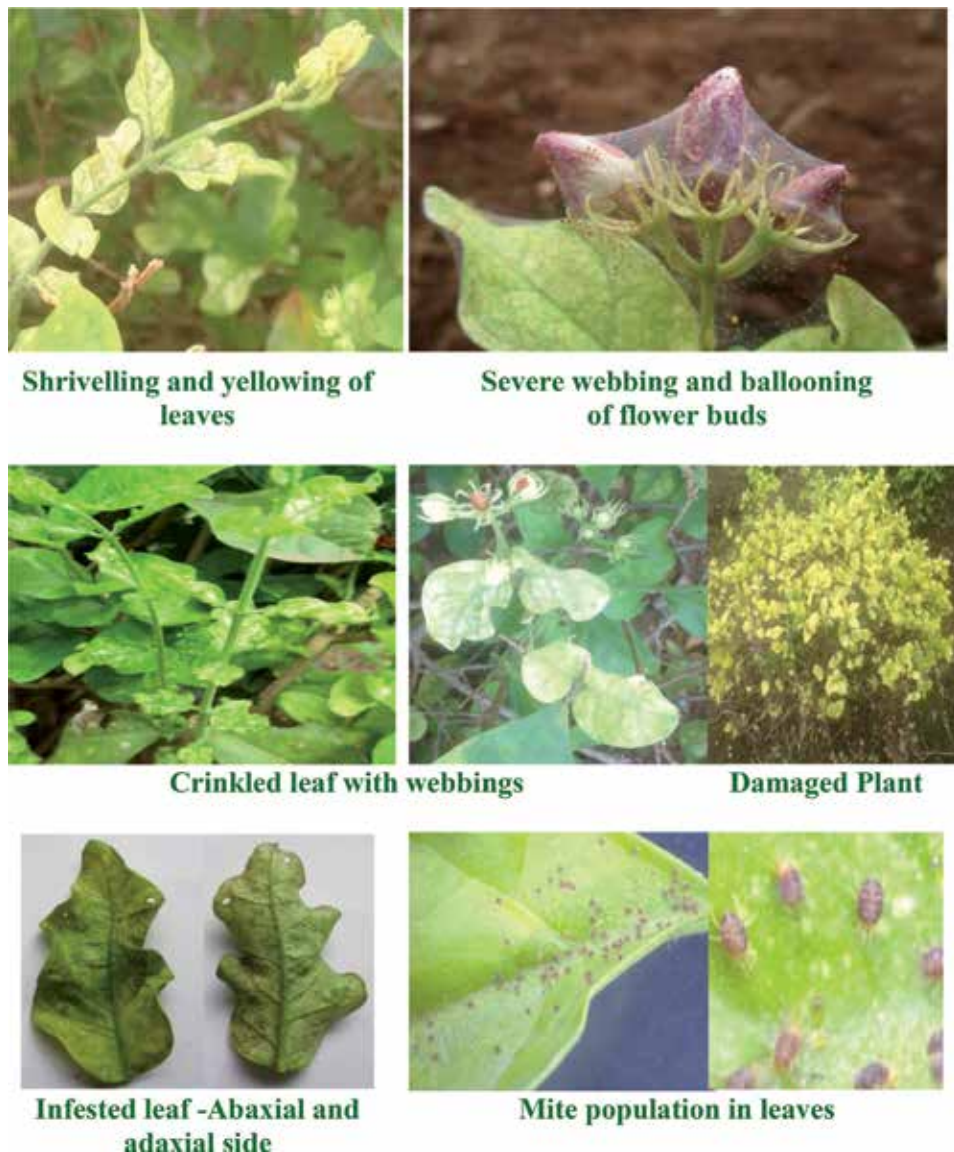 Shrivelling and yellowing of
leaves
Severe webbing and ballooning
of flower buds
Crinkled leaf with webbings
Damaged Plant
Infested leaf -Abaxial and
adaxial side
Mite population in leaves